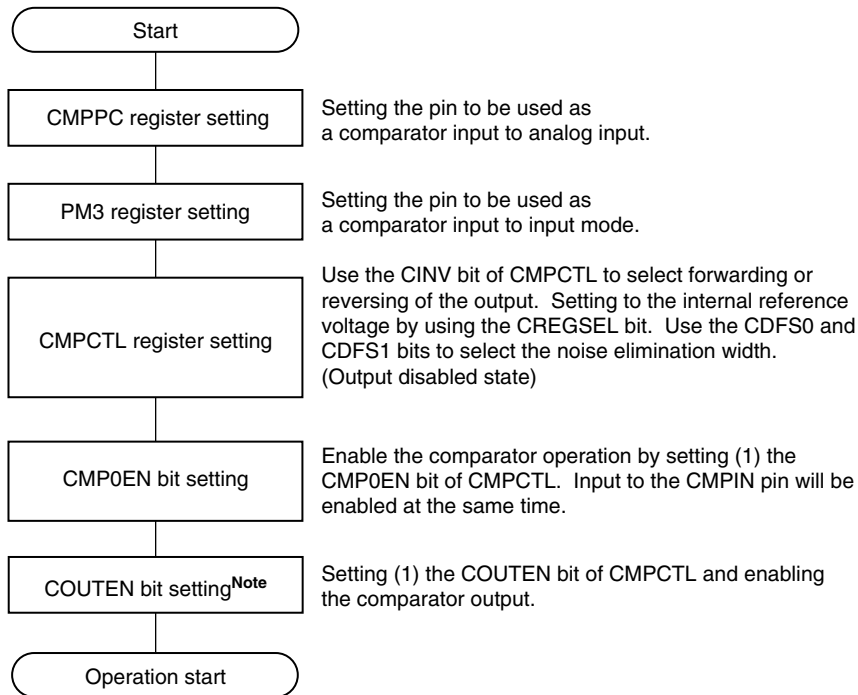 Start
CMPPC register setting
Setting the pin to be used as
a comparator input to analog input.
PM3 register setting
Setting the pin to be used as
a comparator input to input mode.
CMPCTL register setting
Use the CINV bit of CMPCTL to select forwarding or
reversing of the output.  Setting to the internal reference
voltage by using the CREGSEL bit.  Use the CDFS0 and
CDFS1 bits to select the noise elimination width.
(Output disabled state)
CMP0EN bit setting
Enable the comparator operation by setting (1) the
CMP0EN bit of CMPCTL.  Input to the CMPIN pin will be
enabled at the same time.
COUTEN bit setting Note
Setting (1) the COUTEN bit of CMPCTL and enabling
the comparator output.
Operation start